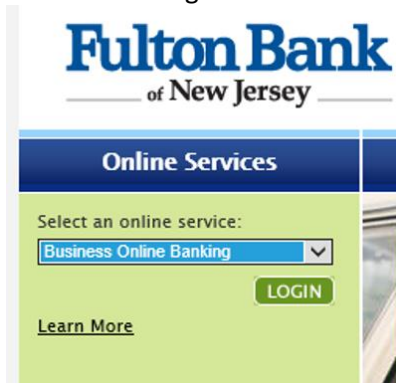 Fulton Bank
of New Jersey
Online Services
Select an online service:
Business Online Banking
LOGIN
Learn More